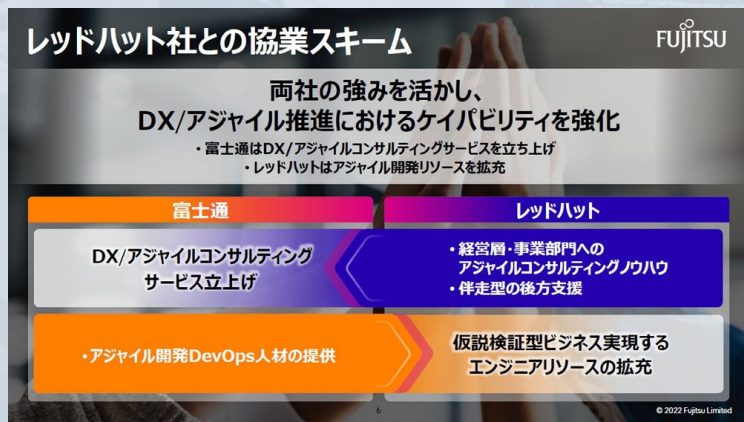 レッドハット社との協業スキーム
FUJITSU
両社の強みを活かし、
DX/アジャイル推進におけるケイパビリティを強化
・富士通はDX/アジャイルコンサルティングサービスを立ち上げ
・レッドハットはアジャイル開発リソースを拡充
富士通
レッドハット
DX/アジャイルコンサルティング
サービス立上げ
・経営層・事業部門への
アジャイルコンサルティングノウハウ
・伴走型の後方支援
・アジャイル開発DevOps人材の提供
仮説検証型ビジネス実現する
エンジニアリソースの拡充
6
© 2022 Fujitsu Limited